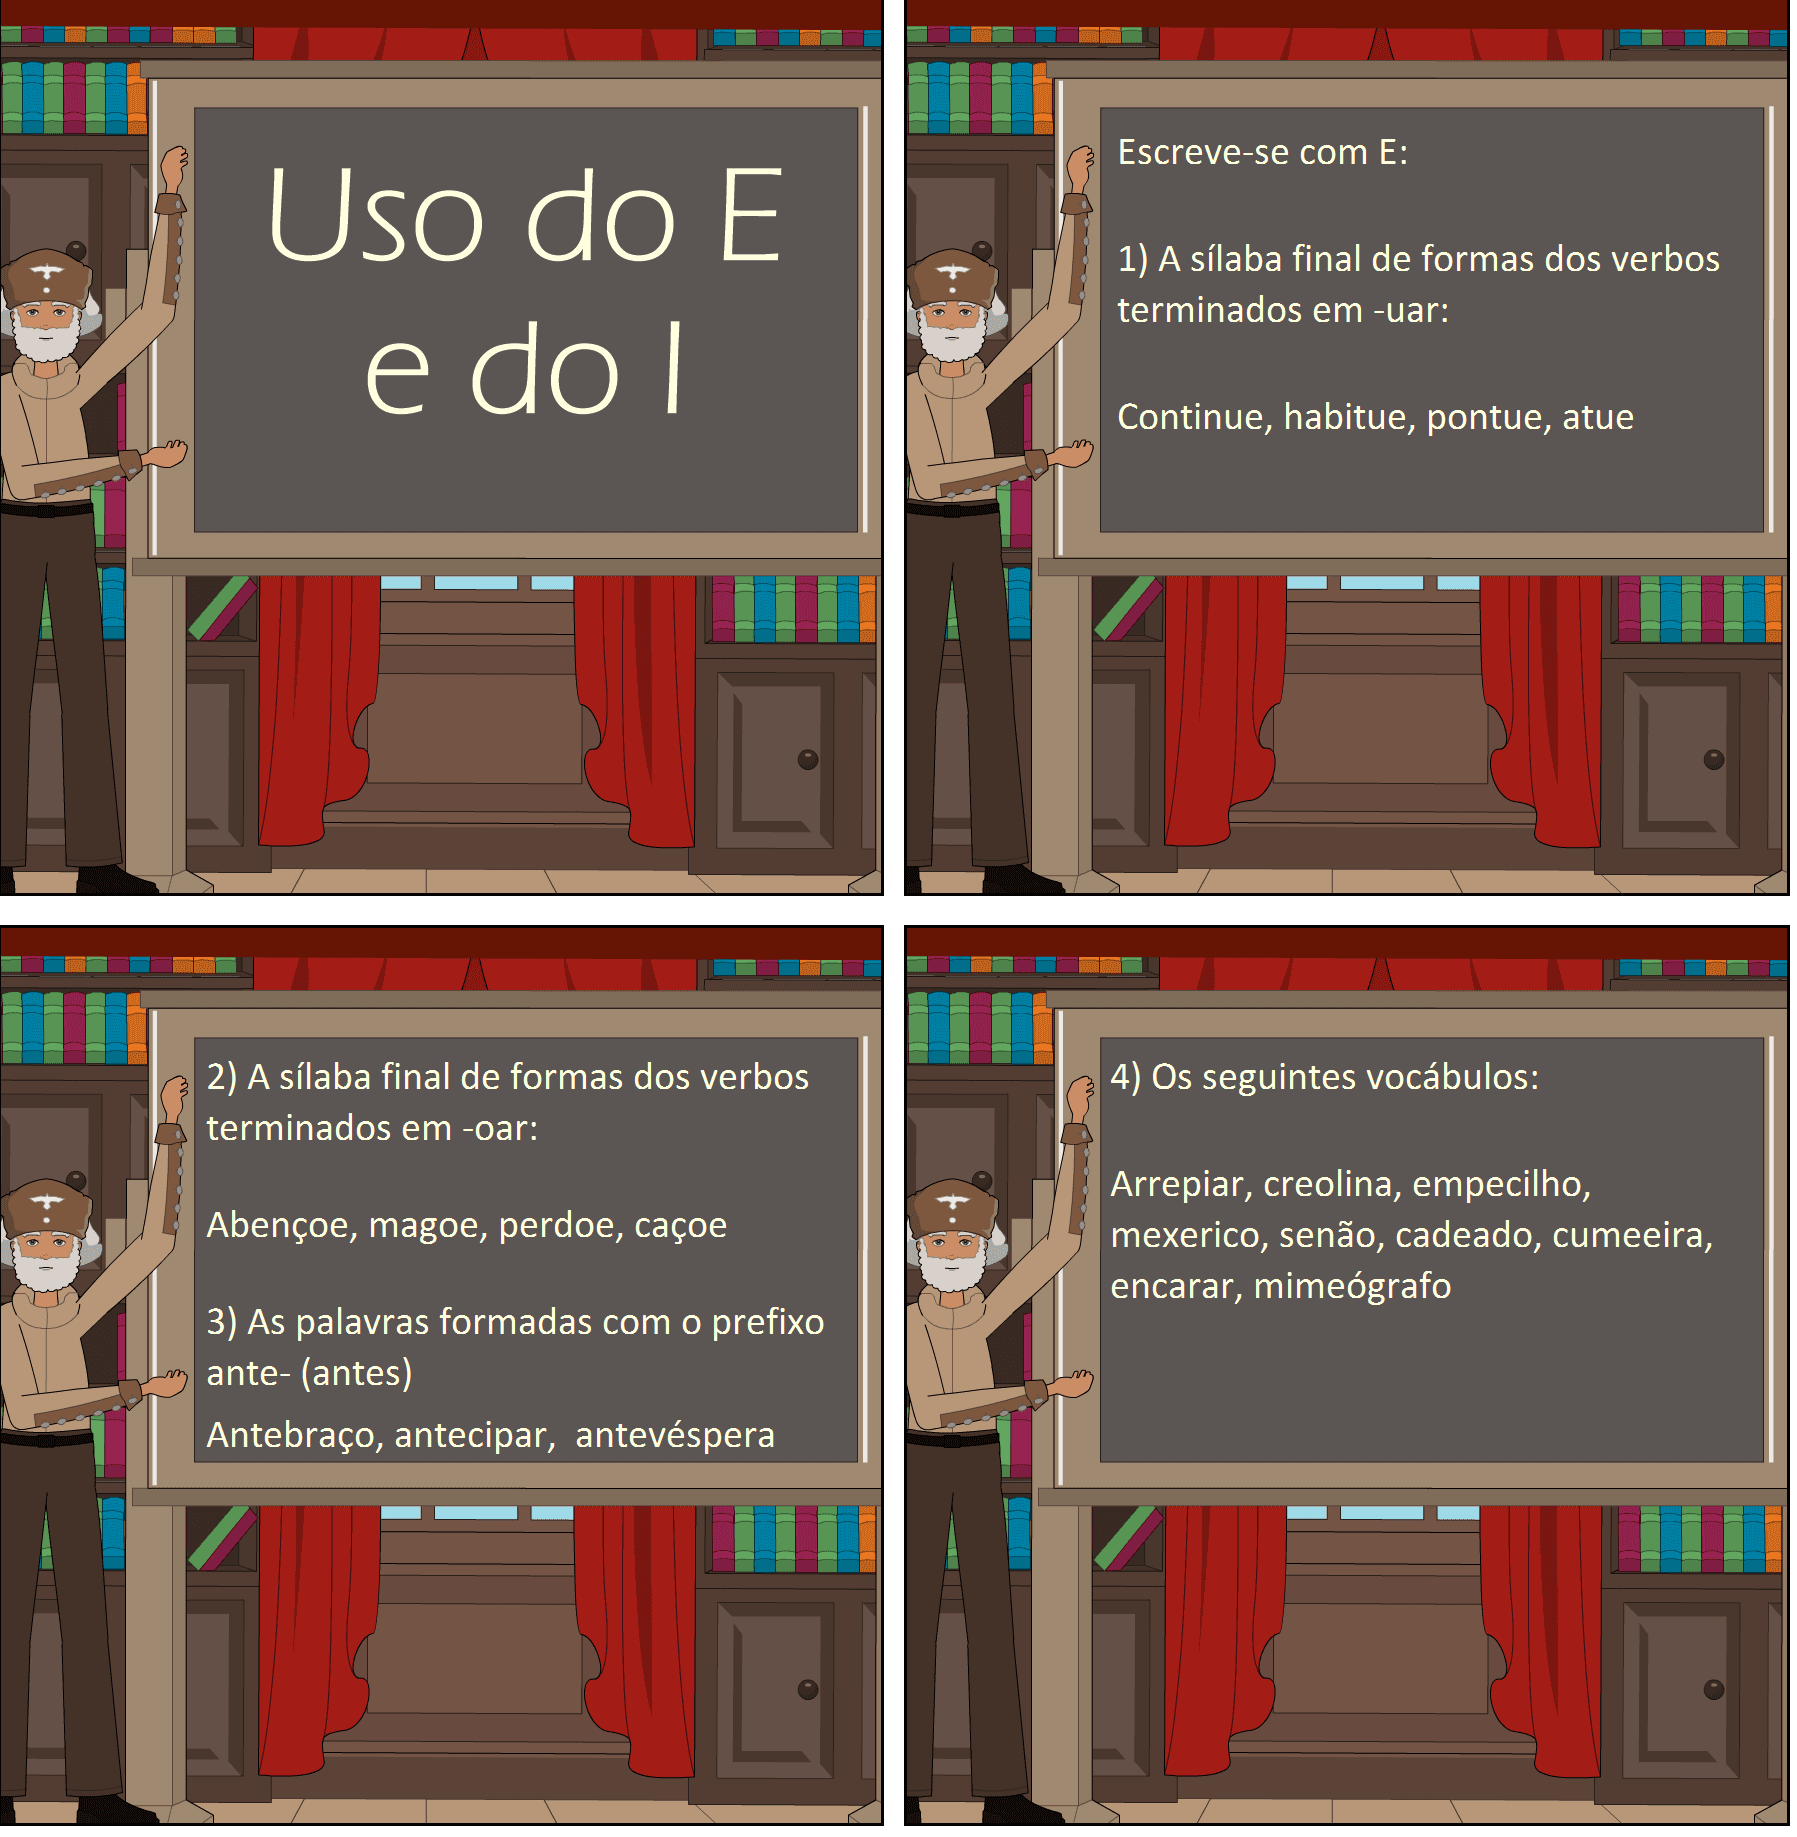 Uso do E
e do I
Escreve-se com E:
1) A sílaba final de formas dos verbos
terminados em -uar:
Continue, habitue, pontue, atue
2) A sílaba final de formas dos verbos
terminados em -oar:
Abençoe, magoe, perdoe, caçoe
3) As palavras formadas com o prefixo
ante- (antes)
Antebraço, antecipar,  antevéspera
4) Os seguintes vocábulos:
Arrepiar, creolina, empecilho,
mexerico, senão, cadeado, cumeeira,
encarar, mimeógrafo